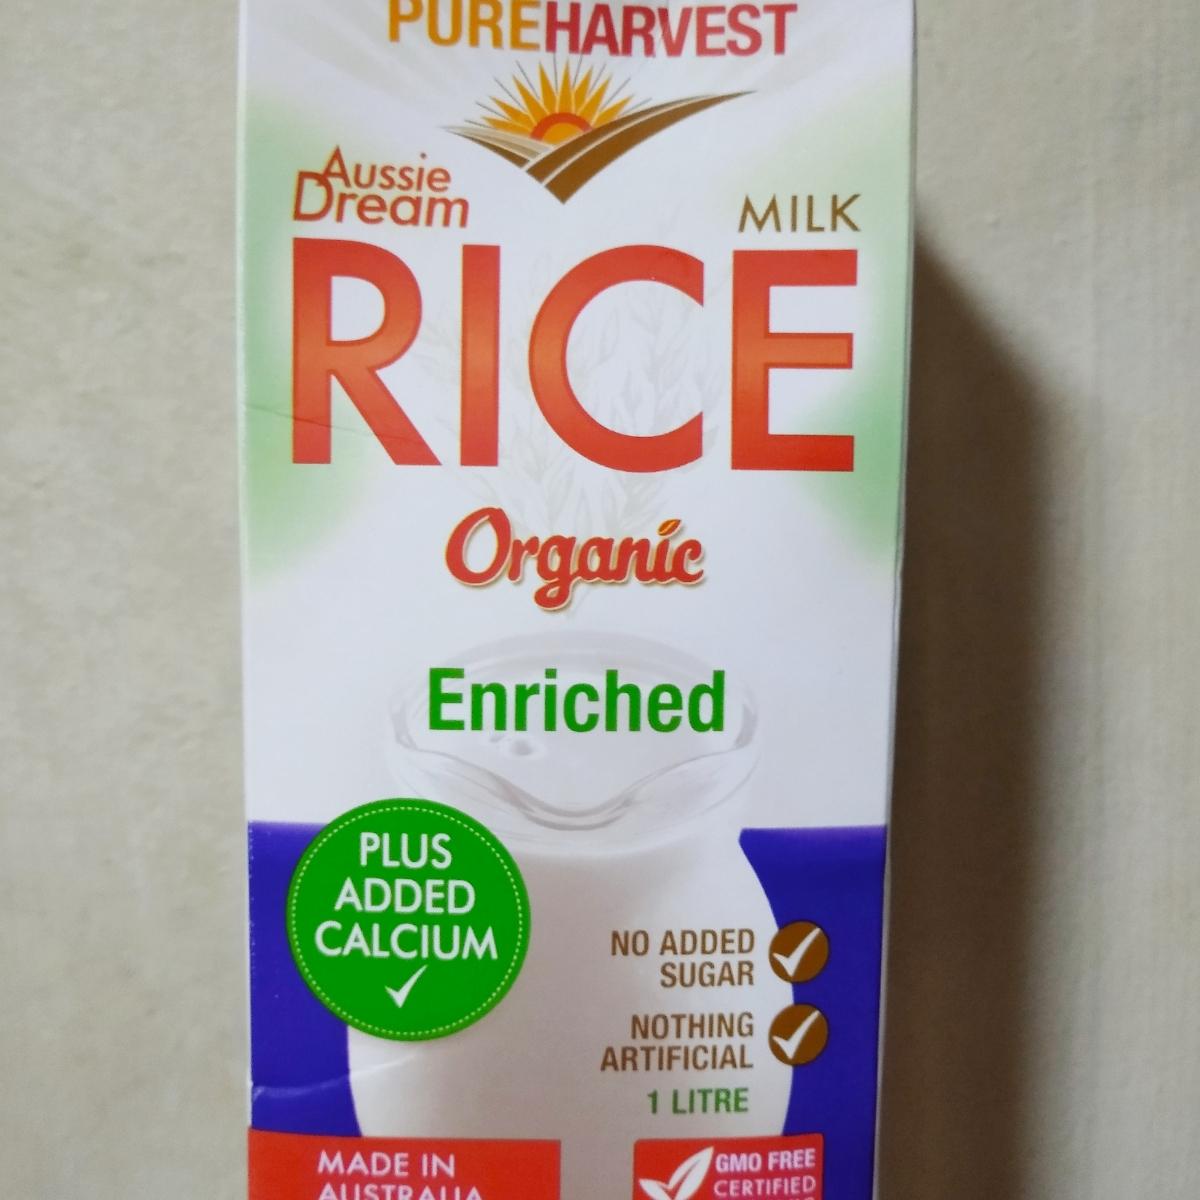 PUREHARVEST
Aussie
Dream
MILK
RICE
Organic
Enriched
PLUS
ADDED
CALCIUM
NO ADDED
SUGAR
NOTHING
ARTIFICIAL
1 LITRE
MADE IN
AUSTRALIA
GMO FREE
CERTIFIED